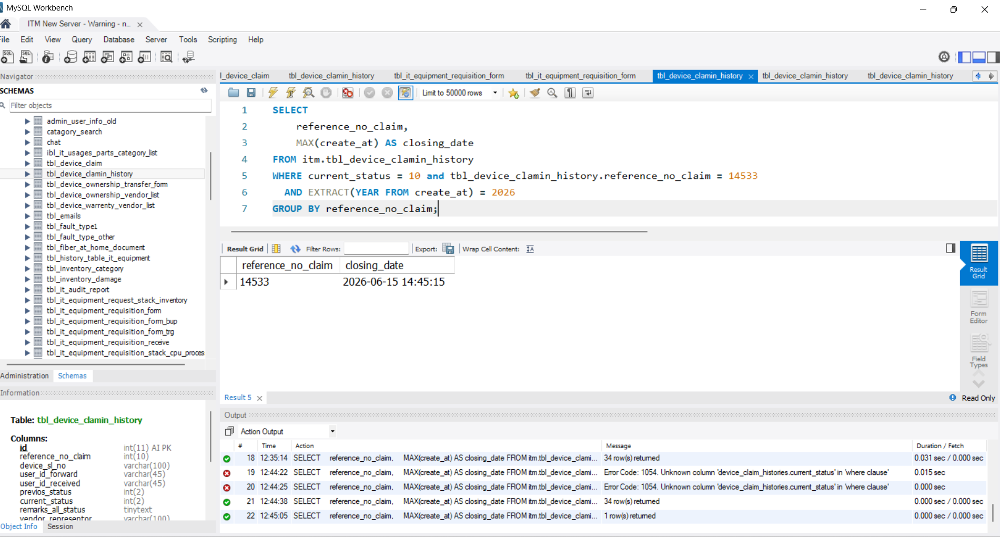 MySQL Workbench
ITM New Server - Warning - n...
File Edit View Query Database Server Tools Scripting Help
Navigator
SCHEMAS
Filter objects
admin_user_info_old
catagory_search
chat
ibl_it_usages_parts_category_list
tbl_device_claim
tbl_device_clamin_history
tbl_device_ownership_transfer_form
tbl_device_ownership_vendor_list
tbl_device_warrenty_vendor_list
tbl_emails
tbl_fault_type1
tbl_fault_type_other
tbl_fiber_at_home_document
tbl_history_table_it_equipment
tbl_inventory_category
tbl_inventory_damage
tbl_it_audit_report
tbl_it_equipment_request_stack_inventory
tbl_it_equipment_requisition_form
tbl_it_equipment_requisition_form_bup
tbl_it_equipment_requisition_form_trg
tbl_it_equipment_requisition_receive
tbl_it_equipment_requisition_stack_cpu_proces
Administration Schemas
Information
Table: tbl_device_clamin_history
Columns:
id int(11) AI PK
reference_no_claim int(10)
device_sl_no varchar(100)
user_id_forward varchar(45)
user_id_received varchar(45)
previos_status int(2)
current_status int(2)
remarks_all_status tinytext
vendor_representor varchar(100)
Object Info Session
l_device_claim tbl_device_clamin_history tbl_it_equipment_requisition_form tbl_it_equipment_requisition_form tbl_device_clamin_history tbl_device_clamin_history tbl_device_clamin_history
Limit to 50000 rows
1 SELECT
2 reference_no_claim,
3 MAX(create_at) AS closing_date
4 FROM itm.tbl_device_clamin_history
5 WHERE current_status = 10 and tbl_device_clamin_history.reference_no_claim = 14533
6 AND EXTRACT(YEAR FROM create_at) = 2026
7 GROUP BY reference_no_claim;
Result Grid Filter Rows: Export: Wrap Cell Content:
reference_no_claim closing_date
14533 2026-06-15 14:45:15
Result Grid
Form Editor
Field Types
Result 5
Read Only
Output
Action Output
# Time Action Message Duration / Fetch
18 12:35:14 SELECT reference_no_claim, MAX(create_at) AS closing_date FROM itm.tbl_device_clami... 34 row(s) returned 0.031 sec / 0.000 sec
19 12:44:22 SELECT reference_no_claim, MAX(create_at) AS closing_date FROM itm.tbl_device_clami... Error Code: 1054. Unknown column 'device_claim_histories.current_status' in 'where clause' 0.015 sec
20 12:44:25 SELECT reference_no_claim, MAX(create_at) AS closing_date FROM itm.tbl_device_clami... Error Code: 1054. Unknown column 'device_claim_histories.current_status' in 'where clause' 0.000 sec
21 12:44:38 SELECT reference_no_claim, MAX(create_at) AS closing_date FROM itm.tbl_device_clami... 34 row(s) returned 0.000 sec / 0.000 sec
22 12:45:05 SELECT reference_no_claim, MAX(create_at) AS closing_date FROM itm.tbl_device_clami... 1 row(s) returned 0.000 sec / 0.000 sec